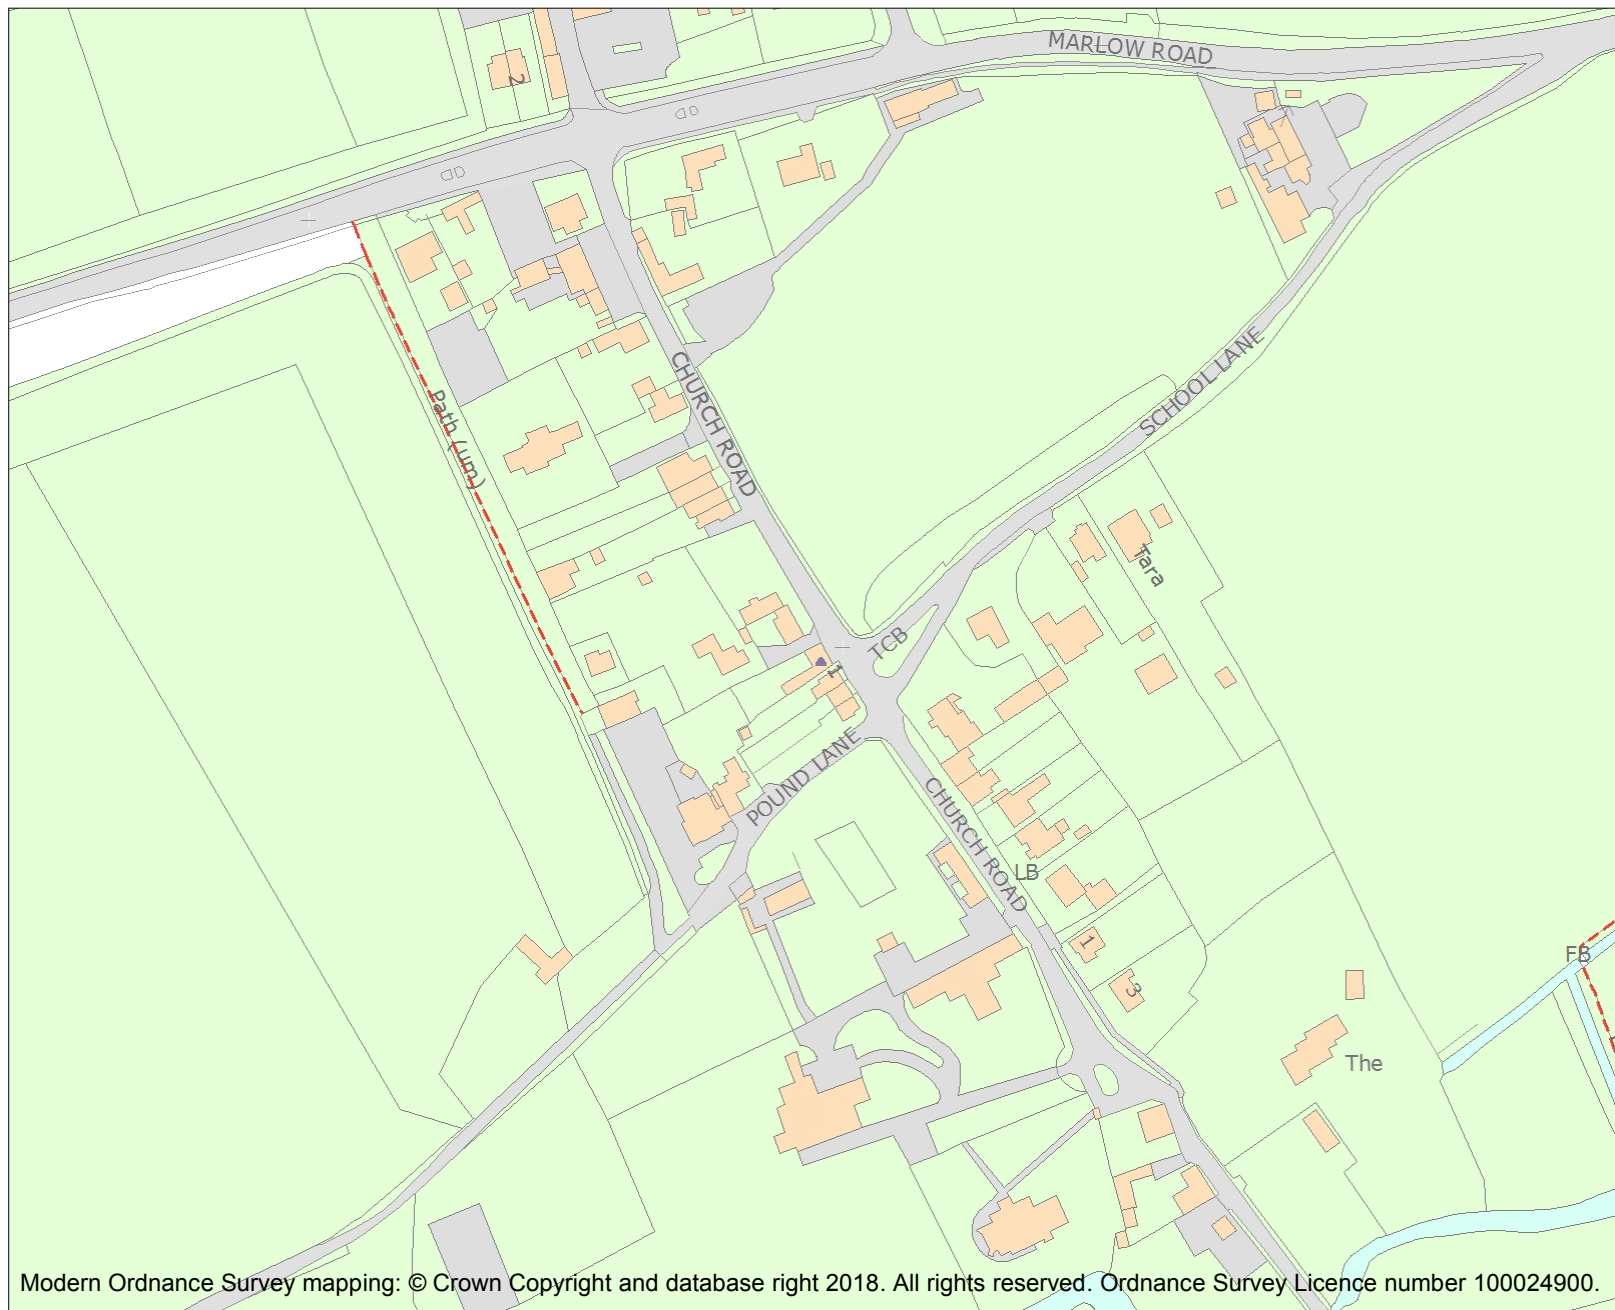 MARLOW ROAD
2
CHURCH ROAD
Path (um)
SCHOOL LANE
Tara
TCB
1
POUND LANE
CHURCH ROAD
LB
1
3
FB
The
Modern Ordnance Survey mapping: © Crown Copyright and database right 2018. All rights reserved. Ordnance Survey Licence number 100024900.